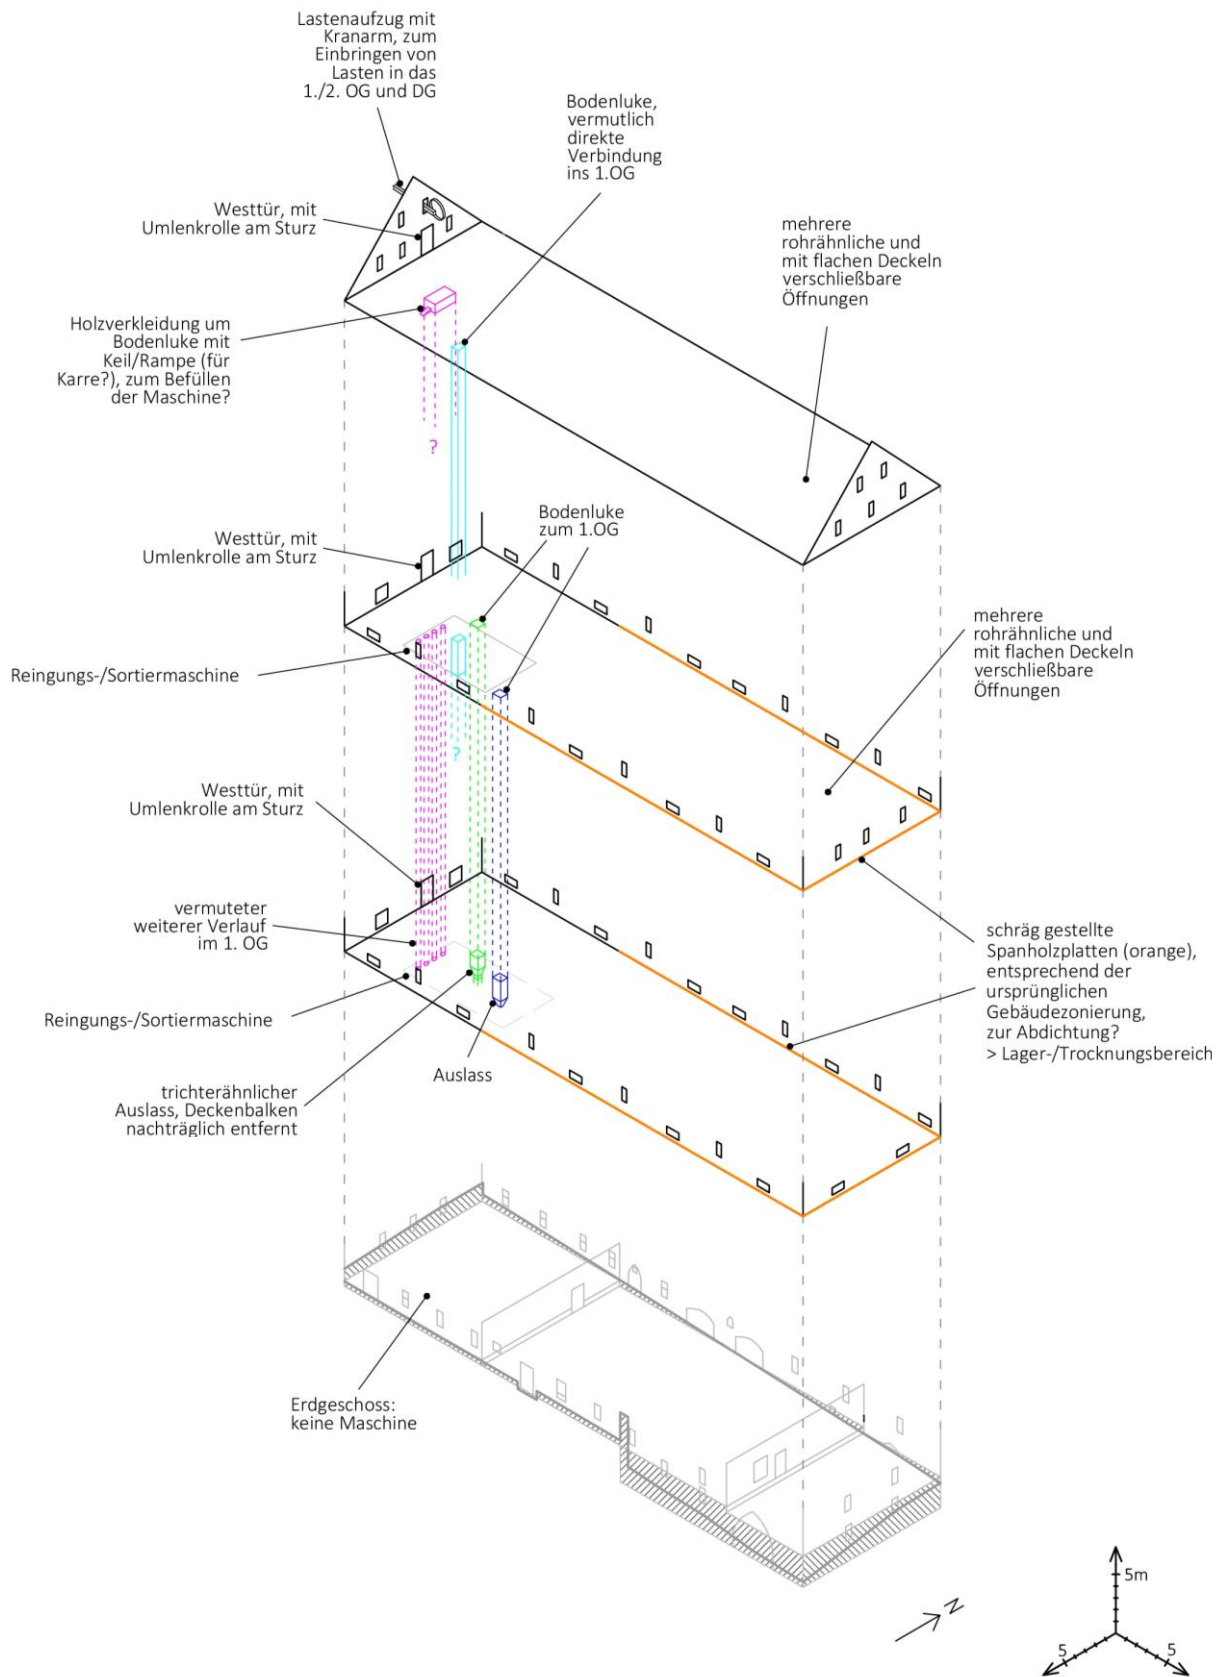 Lastenaufzug mit
Kranarm, zum
Einbringen von
Lasten in das
1./2. OG und DG
Bodenluke,
vermutlich
direkte
Verbindung
ins 1.OG
Westtür, mit
Umlenkrolle am Sturz
mehrere
rohrähnliche und
mit flachen Deckeln
verschließbare
Öffnungen
Holzverkleidung um
Bodenluke mit
Keil/Rampe (für
Karre?), zum Befüllen
der Maschine?
?
Bodenluke
zum 1.OG
Westtür, mit
Umlenkrolle am Sturz
mehrere
rohrähnliche und
mit flachen Deckeln
verschließbare
Öffnungen
Reingungs-/Sortiermaschine
?
Westtür, mit
Umlenkrolle am Sturz
vermuteter
weiterer Verlauf
im 1. OG
schräg gestellte
Spanholzplatten (orange),
entsprechend der
ursprünglichen
Gebäudezonierung,
zur Abdichtung?
> Lager-/Trocknungsbereich
Reingungs-/Sortiermaschine
Auslass
trichterähnlicher
Auslass, Deckenbalken
nachträglich entfernt
Erdgeschoss:
keine Maschine
N
5m
5
5